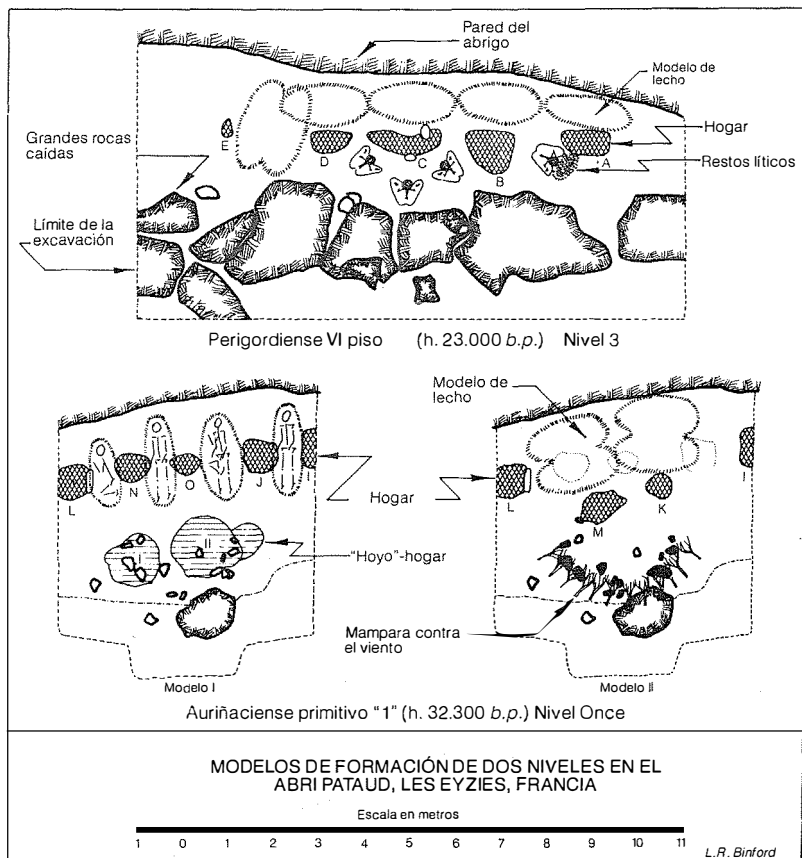 Pared del
abrigo
Modelo de
lecho
Grandes rocas
caídas
Hogar
E
D
C
B
A
Restos líticos
Límite de la
excavación
Perigordiense VI piso (h. 23.000 b.p.) Nivel 3
Modelo de
lecho
L
N
O
J
I
Hogar
L
M
K
I
I
II
"Hoyo"-hogar
Mampara contra
el viento
Modelo I
Modelo II
Auriñaciense primitivo "1" (h. 32.300 b.p.) Nivel Once
MODELOS DE FORMACIÓN DE DOS NIVELES EN EL
ABRI PATAUD, LES EYZIES, FRANCIA
Escala en metros
1 0 1 2 3 4 5 6 7 8 9 10 11
L.R. Binford